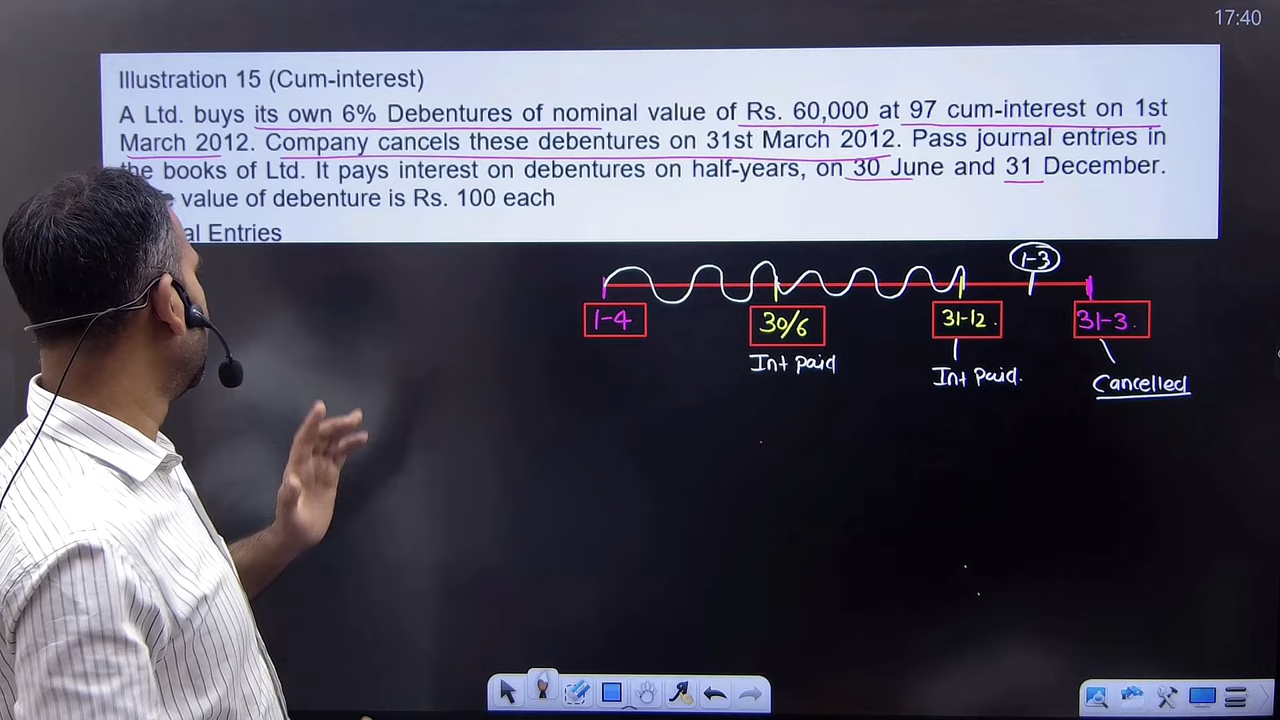 17:40
Illustration 15 (Cum-interest)
A Ltd. buys its own 6% Debentures of nominal value of Rs. 60,000 at 97 cum-interest on 1st
March 2012. Company cancels these debentures on 31st March 2012. Pass journal entries in
the books of Ltd. It pays interest on debentures on half-years, on 30 June and 31 December.
value of debenture is Rs. 100 each
al Entries
1-3
1-4
30/6
31-12.
31-3.
Int paid
Int paid.
Cancelled